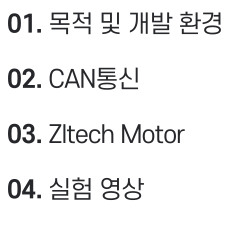 01. 목적 및 개발 환경
02. CAN통신
03. ZItech Motor
04. 실험 영상